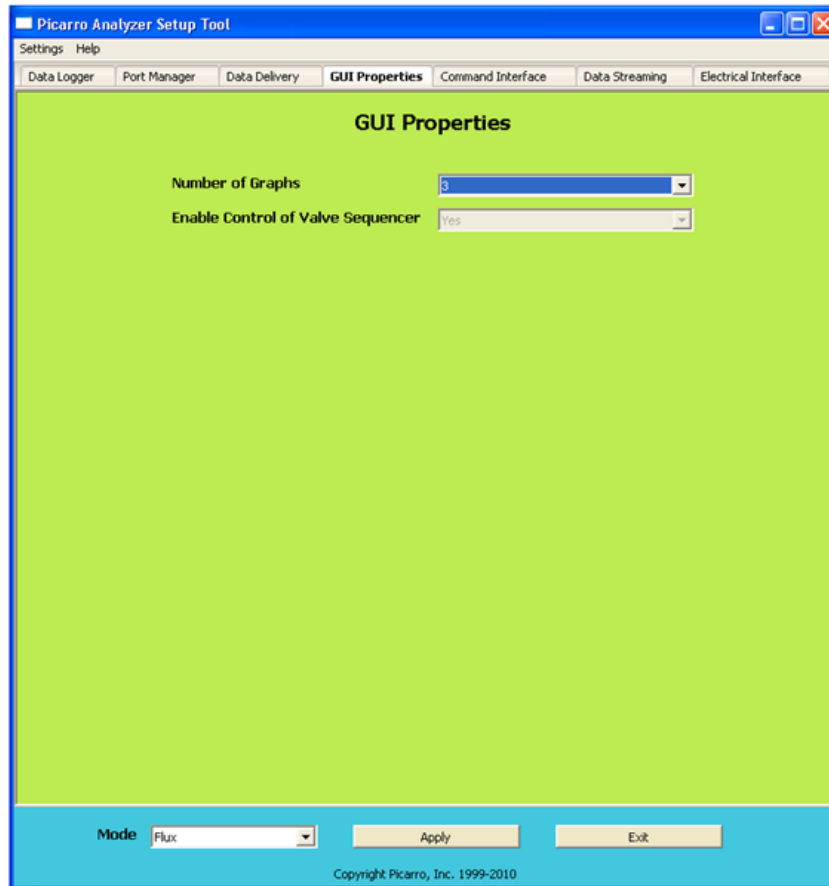 Picarro Analyzer Setup Tool
Settings Help
Data Logger Port Manager Data Delivery GUI Properties Command Interface Data Streaming Electrical Interface
GUI Properties
Number of Graphs 3
Enable Control of Valve Sequencer Yes
Mode Flux Apply Exit
Copyright Picarro, Inc. 1999-2010